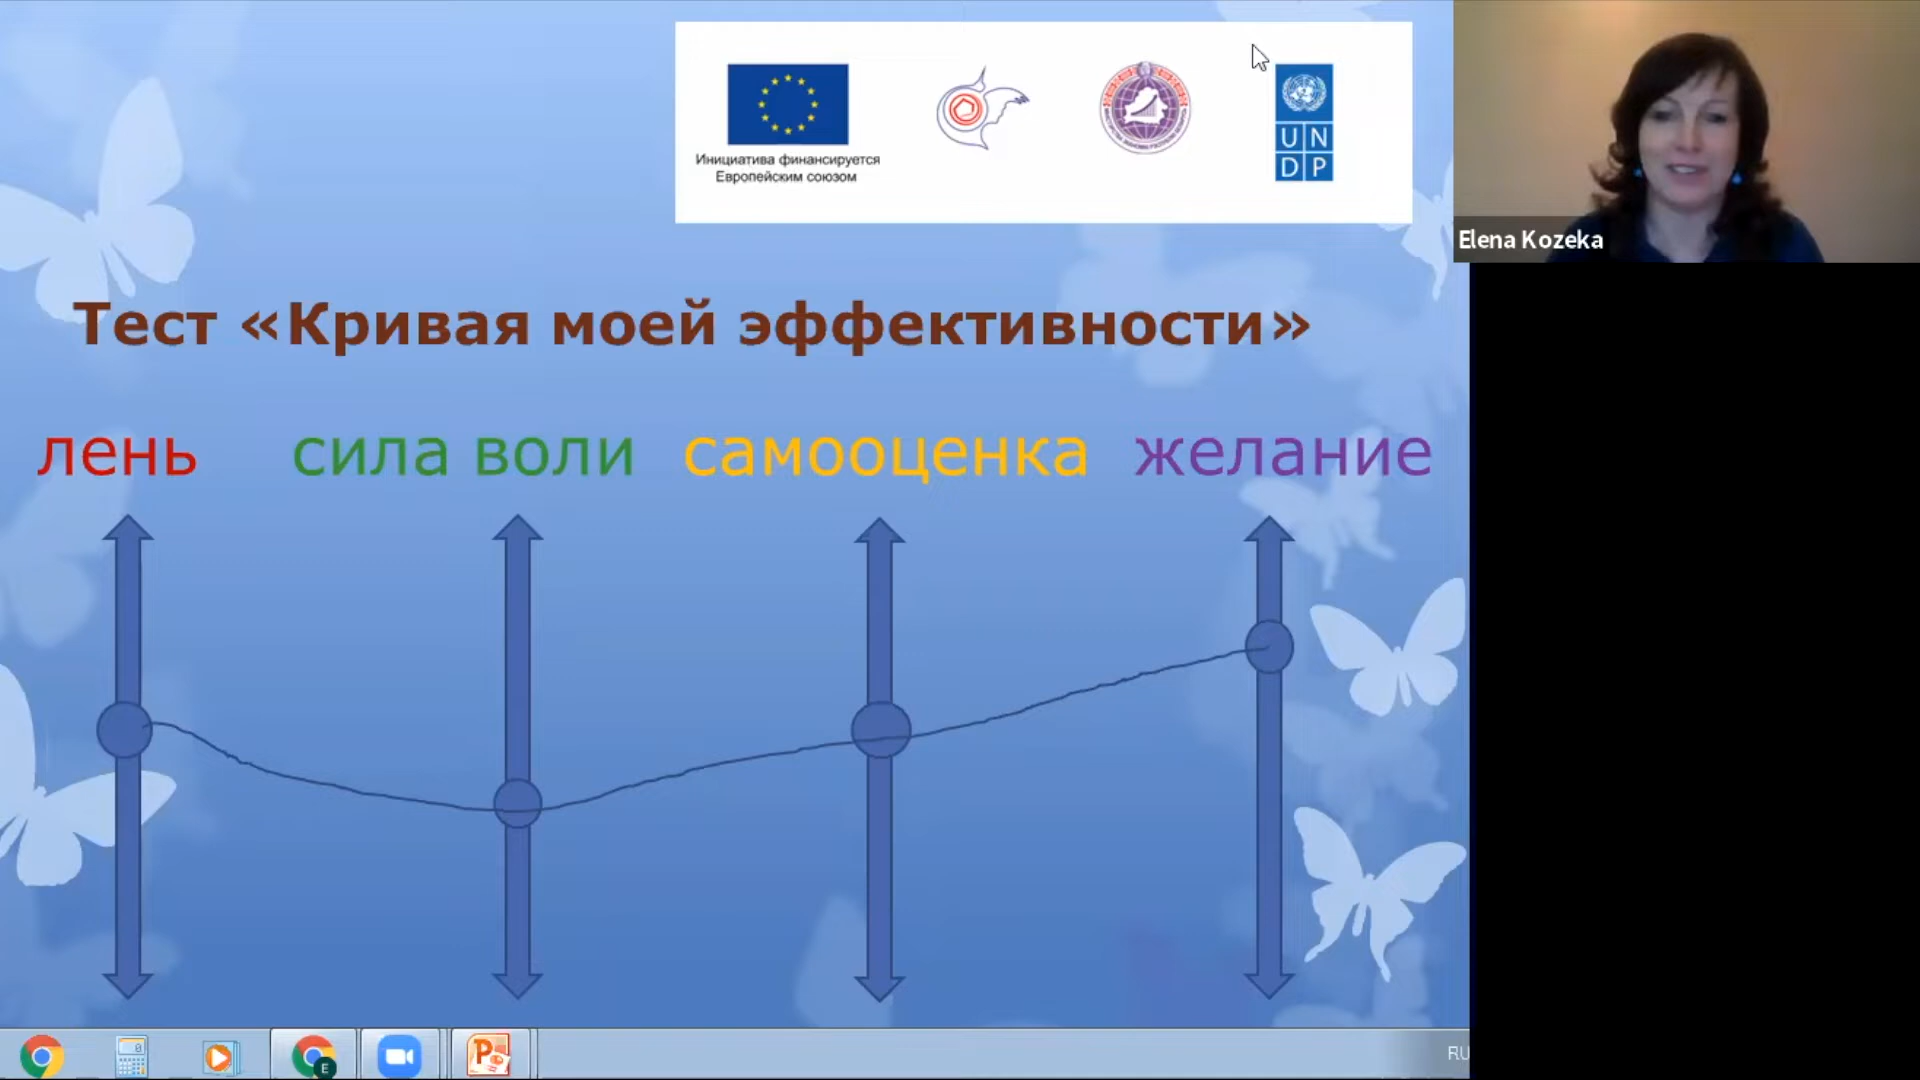 Инициатива финансируется
Европейским союзом
U N
D P
Elena Kozeka
Тест «Кривая моей эффективности»
лень сила воли самооценка желание
RU